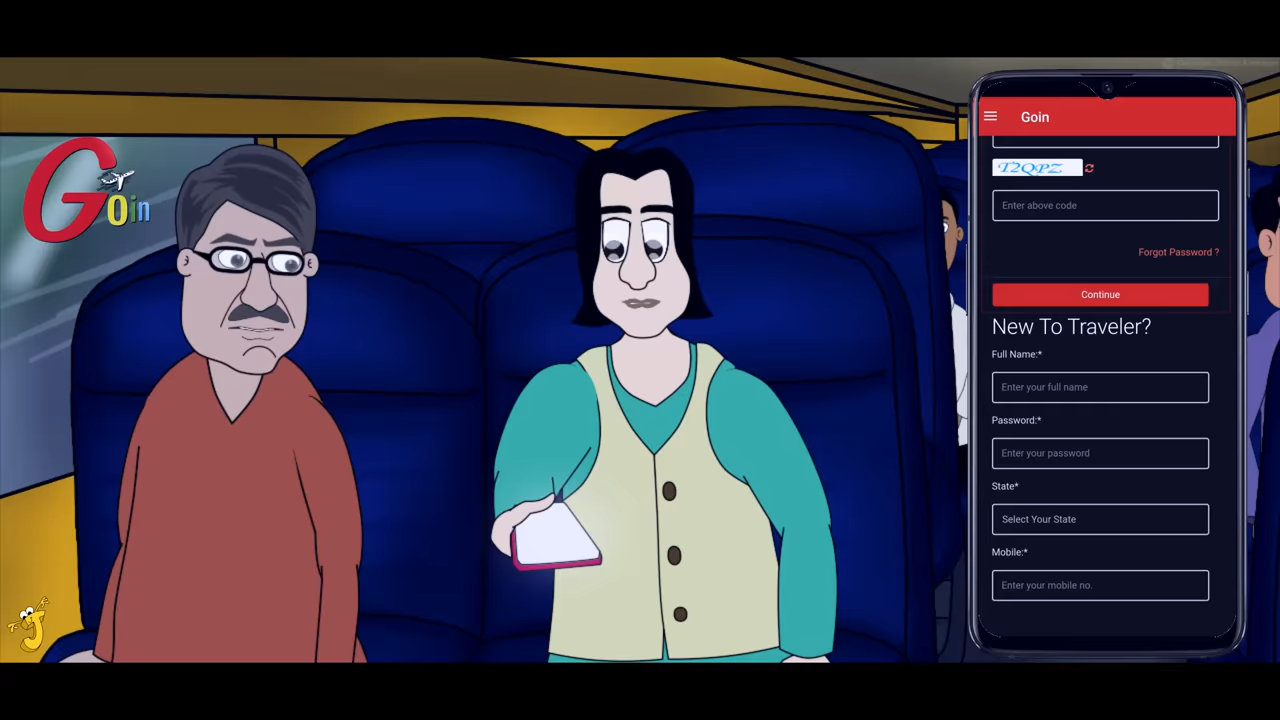 Goin
Goin
T2QPZ
Enter above code
Forgot Password ?
Continue
New To Traveler?
Full Name:*
Enter your full name
Password:*
Enter your password
State*
Select Your State
Mobile:*
Enter your mobile no.
J